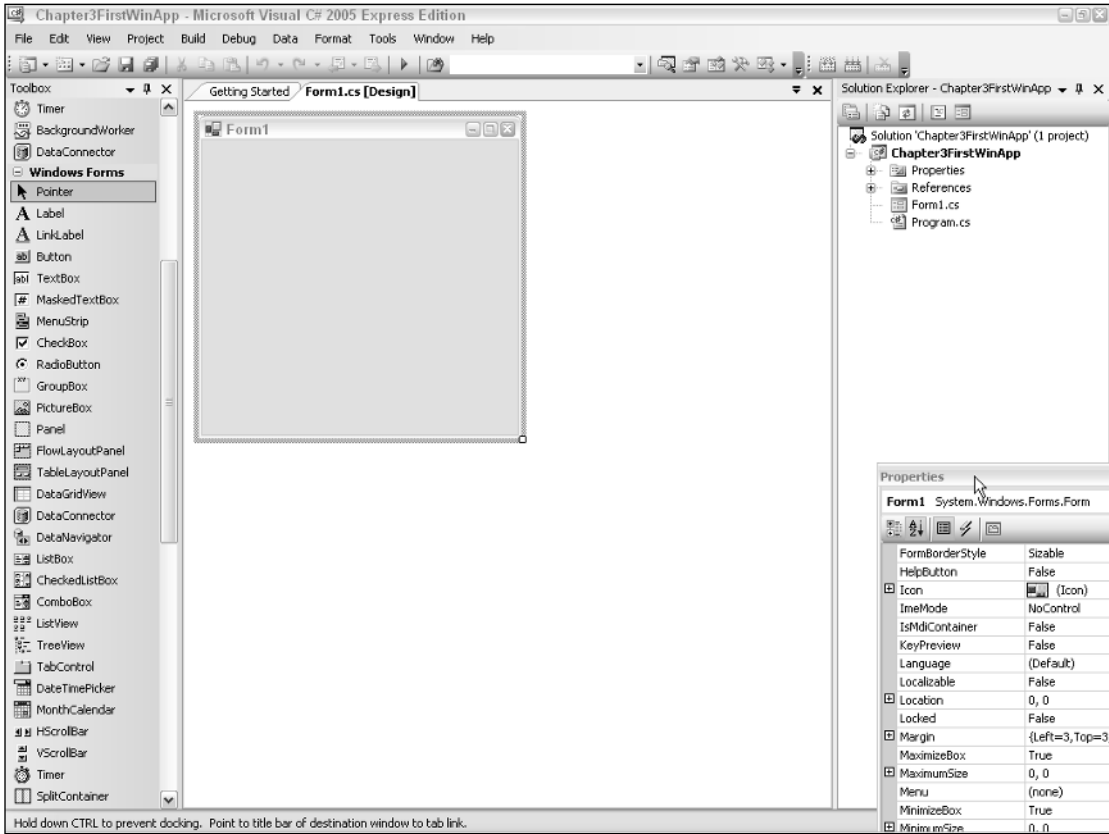 Chapter3FirstWinApp - Microsoft Visual C# 2005 Express Edition
File Edit View Project Build Debug Data Format Tools Window Help
Toolbox
Timer
BackgroundWorker
DataConnector
Windows Forms
Pointer
Label
LinkLabel
Button
TextBox
MaskedTextBox
MenuStrip
CheckBox
RadioButton
GroupBox
PictureBox
Panel
FlowLayoutPanel
TableLayoutPanel
DataGridView
DataConnector
DataNavigator
ListBox
CheckedListBox
ComboBox
ListView
TreeView
TabControl
DateTimePicker
MonthCalendar
HScrollBar
VScrollBar
Timer
SplitContainer
Getting Started Form1.cs [Design]
Form1
Solution Explorer - Chapter3FirstWinApp
Solution 'Chapter3FirstWinApp' (1 project)
Chapter3FirstWinApp
Properties
References
Form1.cs
Program.cs
Properties
Form1 System.Windows.Forms.Form
FormBorderStyle Sizable
HelpButton False
Icon (Icon)
ImeMode NoControl
IsMdiContainer False
KeyPreview False
Language (Default)
Localizable False
Location 0, 0
Locked False
Margin {Left=3,Top=3
MaximizeBox True
MaximumSize 0, 0
Menu (none)
MinimizeBox True
MinimumSize 0, 0
Hold down CTRL to prevent docking. Point to title bar of destination window to tab link.